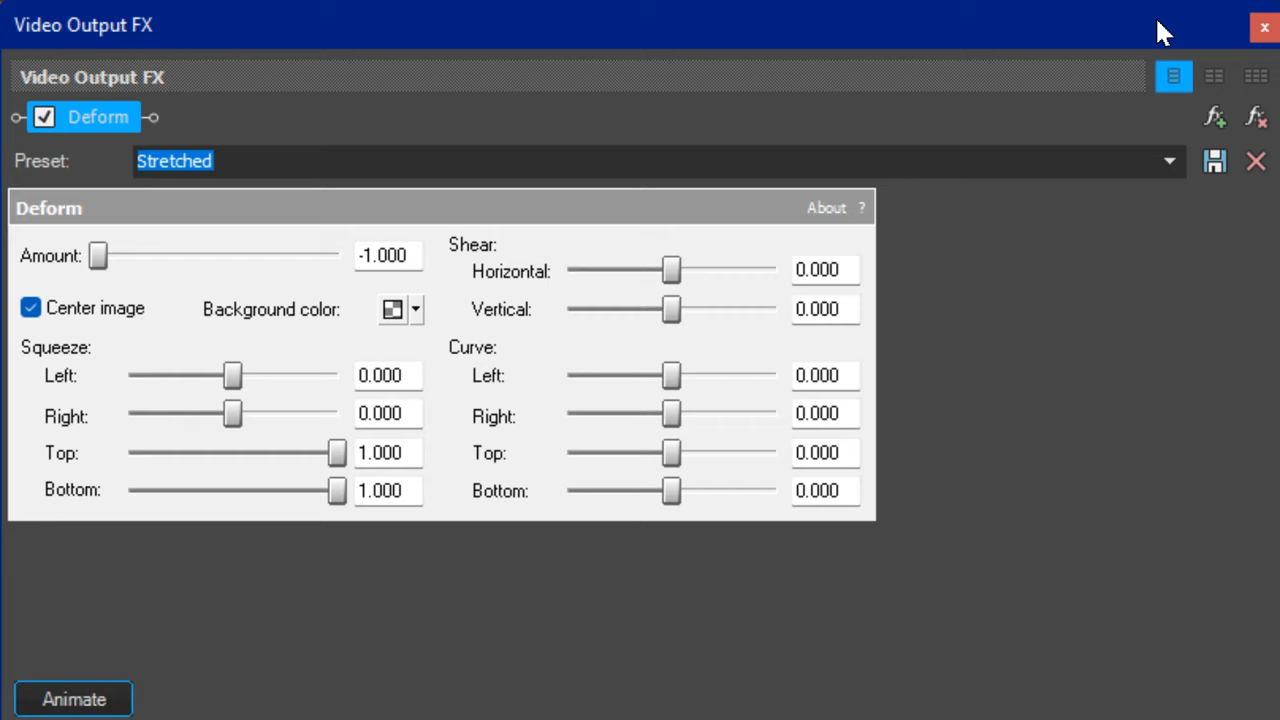 Video Output FX
x
Video Output FX
Deform
Preset: Stretched
Deform About ?
Amount: -1.000
Center image Background color:
Squeeze:
Left: 0.000
Right: 0.000
Top: 1.000
Bottom: 1.000
Shear:
Horizontal: 0.000
Vertical: 0.000
Curve:
Left: 0.000
Right: 0.000
Top: 0.000
Bottom: 0.000
Animate